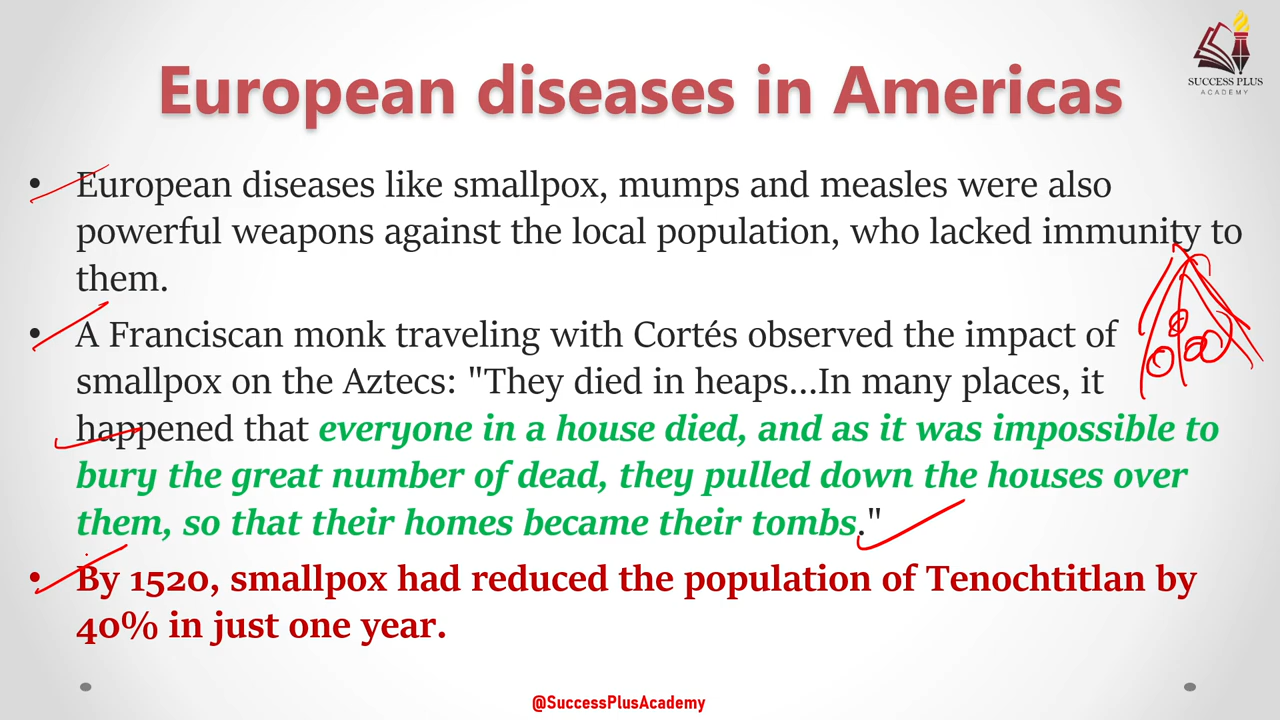 SUCCESS PLUS
ACADEMY
European diseases in Americas
• European diseases like smallpox, mumps and measles were also
powerful weapons against the local population, who lacked immunity to
them.
• A Franciscan monk traveling with Cortés observed the impact of
smallpox on the Aztecs: "They died in heaps...In many places, it
happened that everyone in a house died, and as it was impossible to
bury the great number of dead, they pulled down the houses over
them, so that their homes became their tombs."
• By 1520, smallpox had reduced the population of Tenochtitlan by
40% in just one year.
@SuccessPlusAcademy